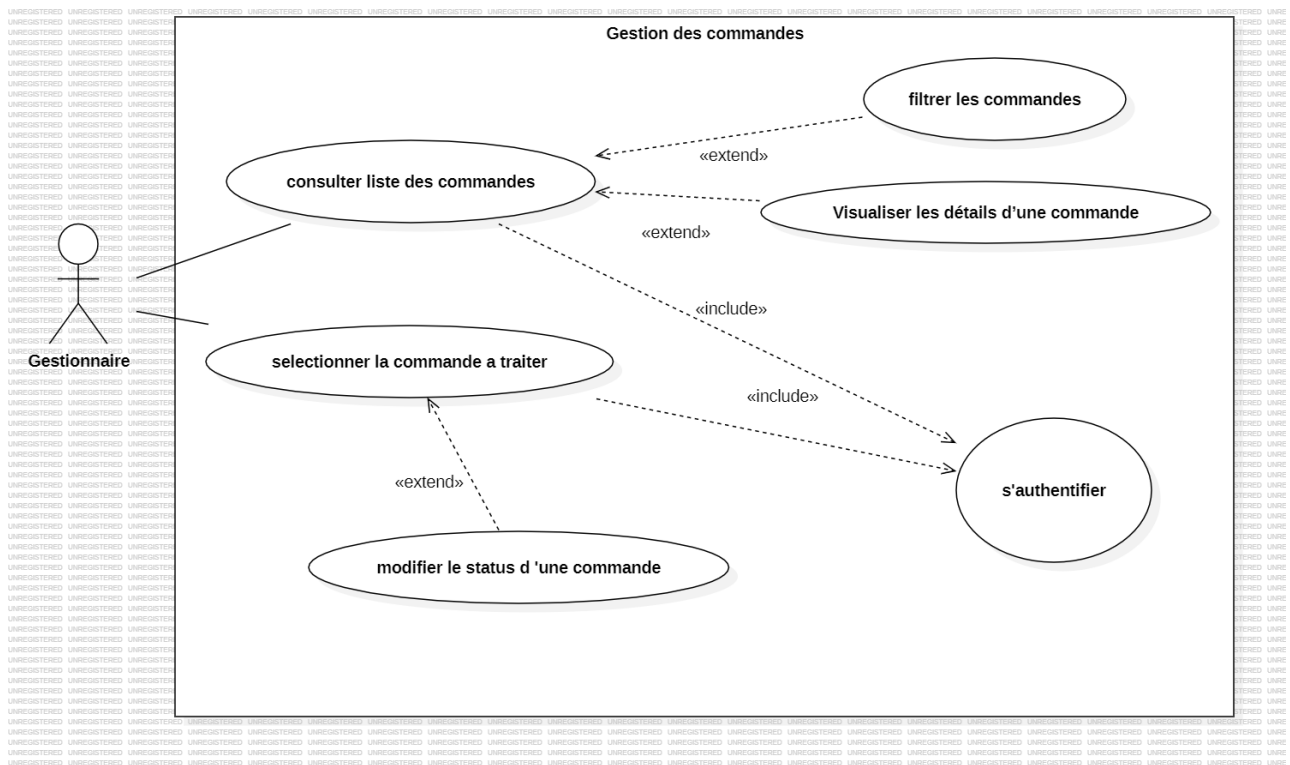 Gestion des commandes
filtrer les commandes
«extend»
consulter liste des commandes
Visualiser les détails d’une commande
«extend»
«include»
Gestionnaire
selectionner la commande a traiter
«include»
«extend»
s'authentifier
modifier le status d 'une commande
UNREGISTERED